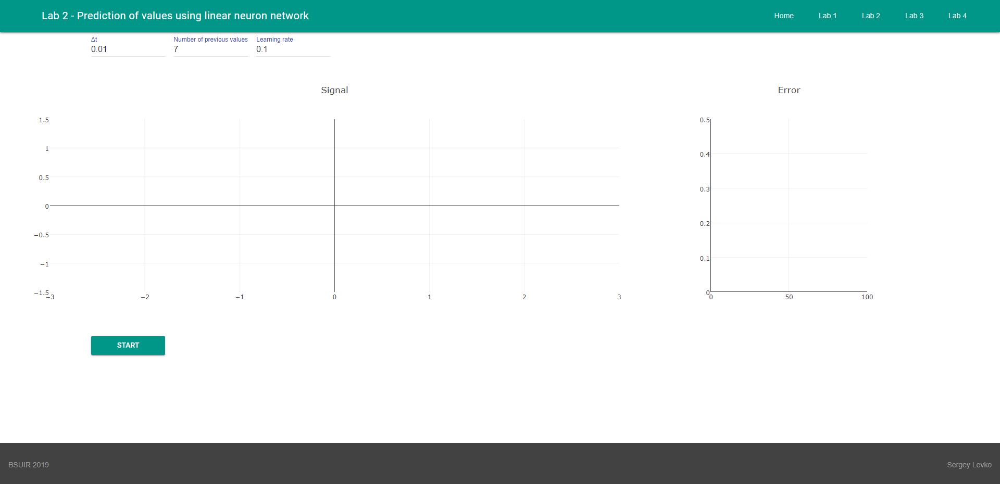 Lab 2 - Prediction of values using linear neuron network
Home Lab 1 Lab 2 Lab 3 Lab 4
Δt Number of previous values Learning rate
0.01 7 0.1
Signal
1.5
1
0.5
0
−0.5
−1
−1.5
−3 −2 −1 0 1 2 3
Error
0.5
0.4
0.3
0.2
0.1
0
0 50 100
START
BSUIR 2019
Sergey Levko